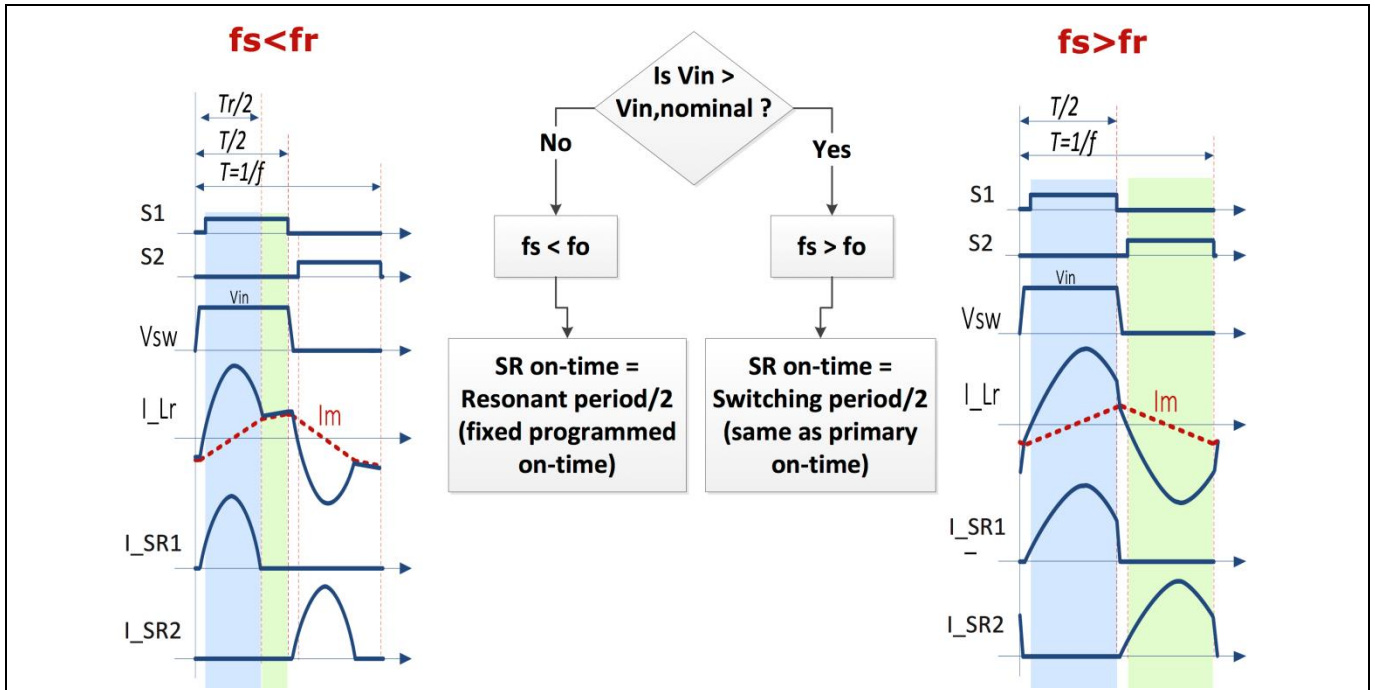 fs<fr
Tr/2
T/2
T=1/f
S1
S2
Vin
Vsw
I_Lr
Im
I_SR1
I_SR2
Is Vin >
Vin,nominal ?
No
Yes
fs < fo
fs > fo
SR on-time =
Resonant period/2
(fixed programmed
on-time)
SR on-time =
Switching period/2
(same as primary
on-time)
fs>fr
T/2
T=1/f
S1
S2
Vin
Vsw
I_Lr
Im
I_SR1
_
I_SR2